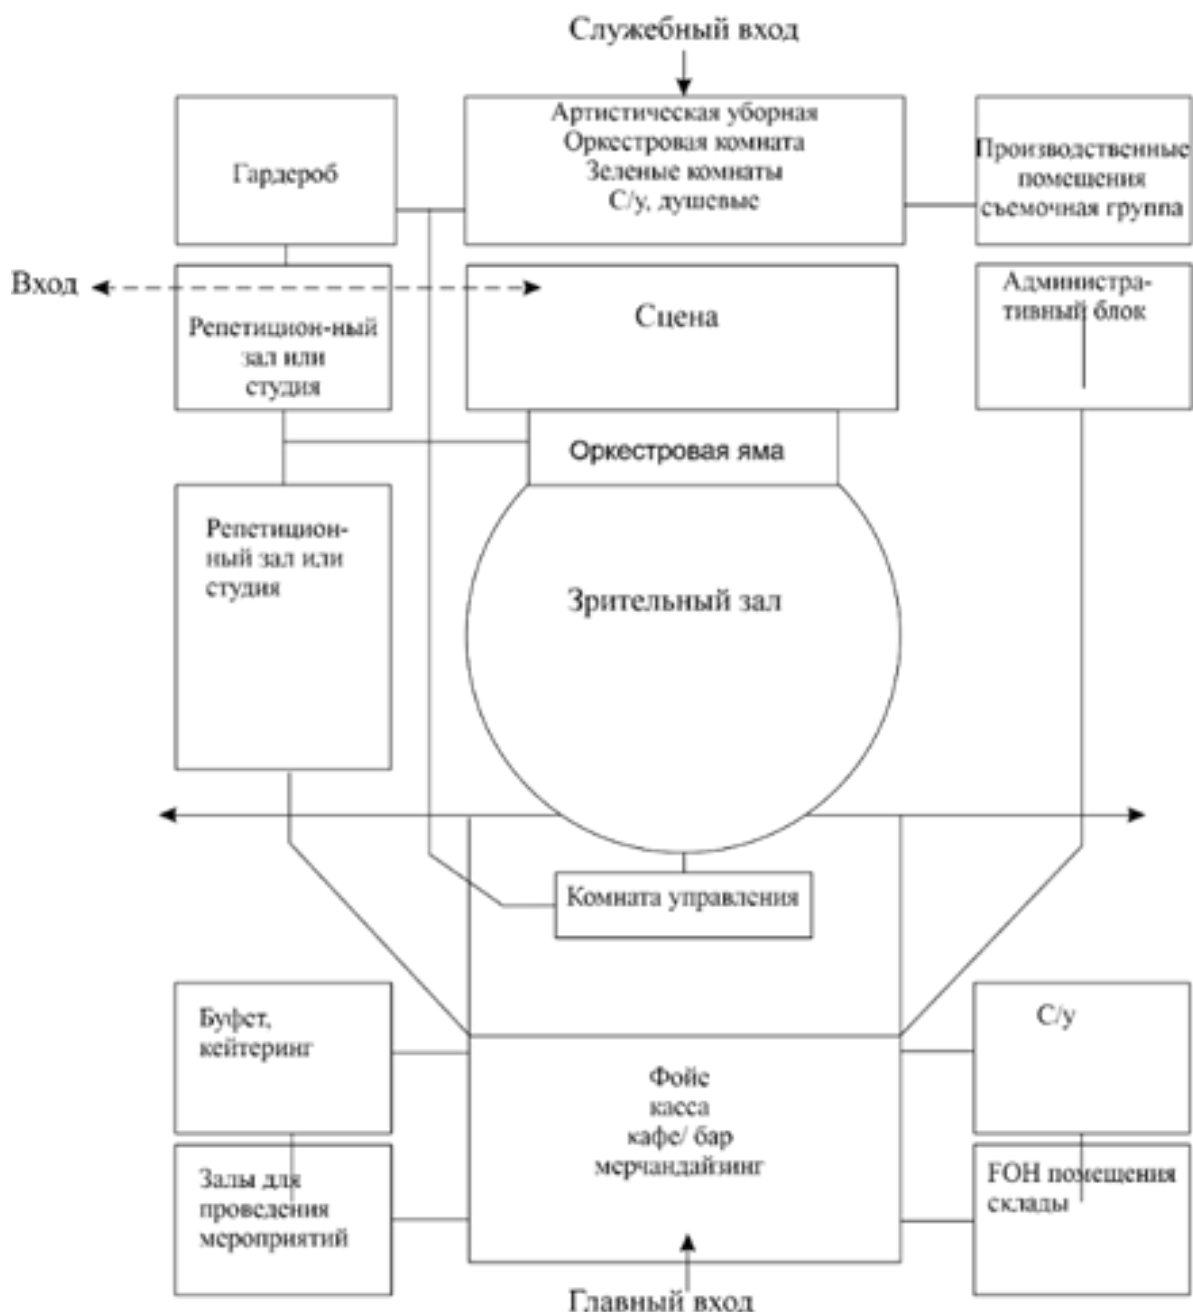 Служебный вход
Гардероб
Артистическая уборная
Оркестровая комната
Зеленые комнаты
С/у, душевые
Производственные
помещения
съемочная группа
Вход
Репетицион-ный
зал или
студия
Сцена
Администра-
тивный блок
Оркестровая яма
Репетицион-
ный зал или
студия
Зрительный зал
Комната управления
Буфет,
кейтеринг
С/у
Фойе
касса
кафе/ бар
мерчандайзинг
Залы для
проведения
мероприятий
FOH помещения
склады
Главный вход